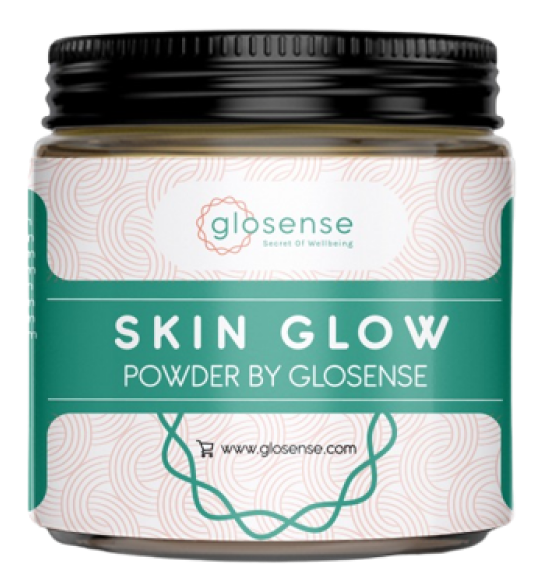 glosense
Secret Of Wellbeing
SKIN GLOW
POWDER BY GLOSENSE
www.glosense.com